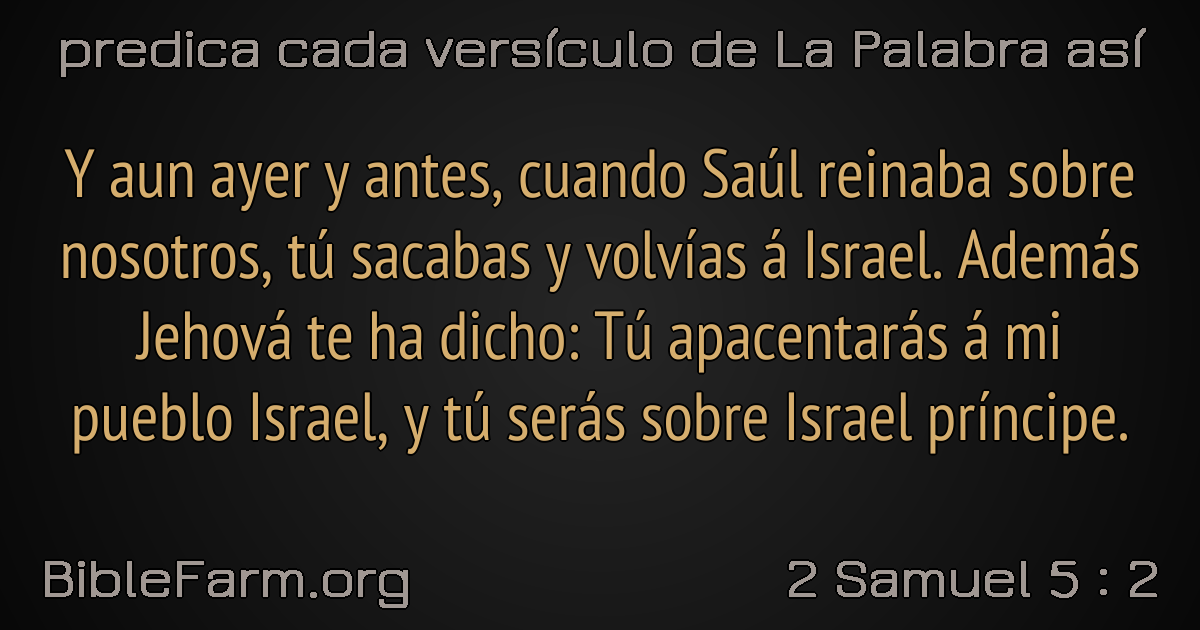 predica cada versículo de La Palabra así
Y aun ayer y antes, cuando Saúl reinaba sobre
nosotros, tú sacabas y volvías á Israel. Además
Jehová te ha dicho: Tú apacentarás á mi
pueblo Israel, y tú serás sobre Israel príncipe.
BibleFarm.org
2 Samuel 5 : 2